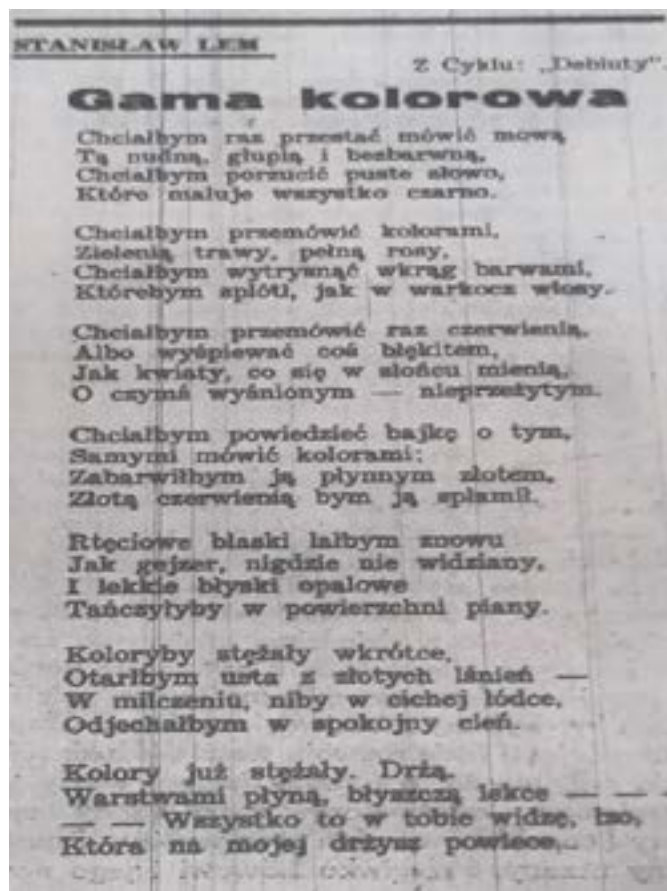 STANISŁAW LEM
Z Cyklu: „Debiuty".
Gama kolorowa
Chciałbym raz przestać mówić mową
Tą nudną, głupią i bezbarwną,
Chciałbym porzucić puste słowo,
Które maluje wszystko czarno.
Chciałbym przemówić kolorami,
Zielenią trawy, pełną rosy,
Chciałbym wytrysnąć wkrąg barwami,
Którebym splótł, jak w warkocz włosy.
Chciałbym przemówić raz czerwienią,
Albo wyśpiewać coś błękitem,
Jak kwiaty, co się w słońcu mienią,
O czymś wyśnionym — nieprzeżytym.
Chciałbym powiedzieć bajkę o tym,
Samymi mówić kolorami:
Zabarwiłbym ją płynnym złotem,
Złotą czerwienią bym ją splamił.
Rtęciowe blaski lałbym znowu
Jak gejzer, nigdzie nie widziany,
I lekkie błyski opalowe
Tańczyłyby w powierzchni piany.
Koloryby stężały wkrótce,
Otarłbym usta z złotych lśnień —
W milczeniu, niby w cichej łódce,
Odjechałbym w spokojny cień.
Kolory już stężały. Drżą.
Warstwami płyną, błyszczą lekce — — —
— — Wszystko to w tobie widzę, łzo,
Która na mojej drżysz powiece...